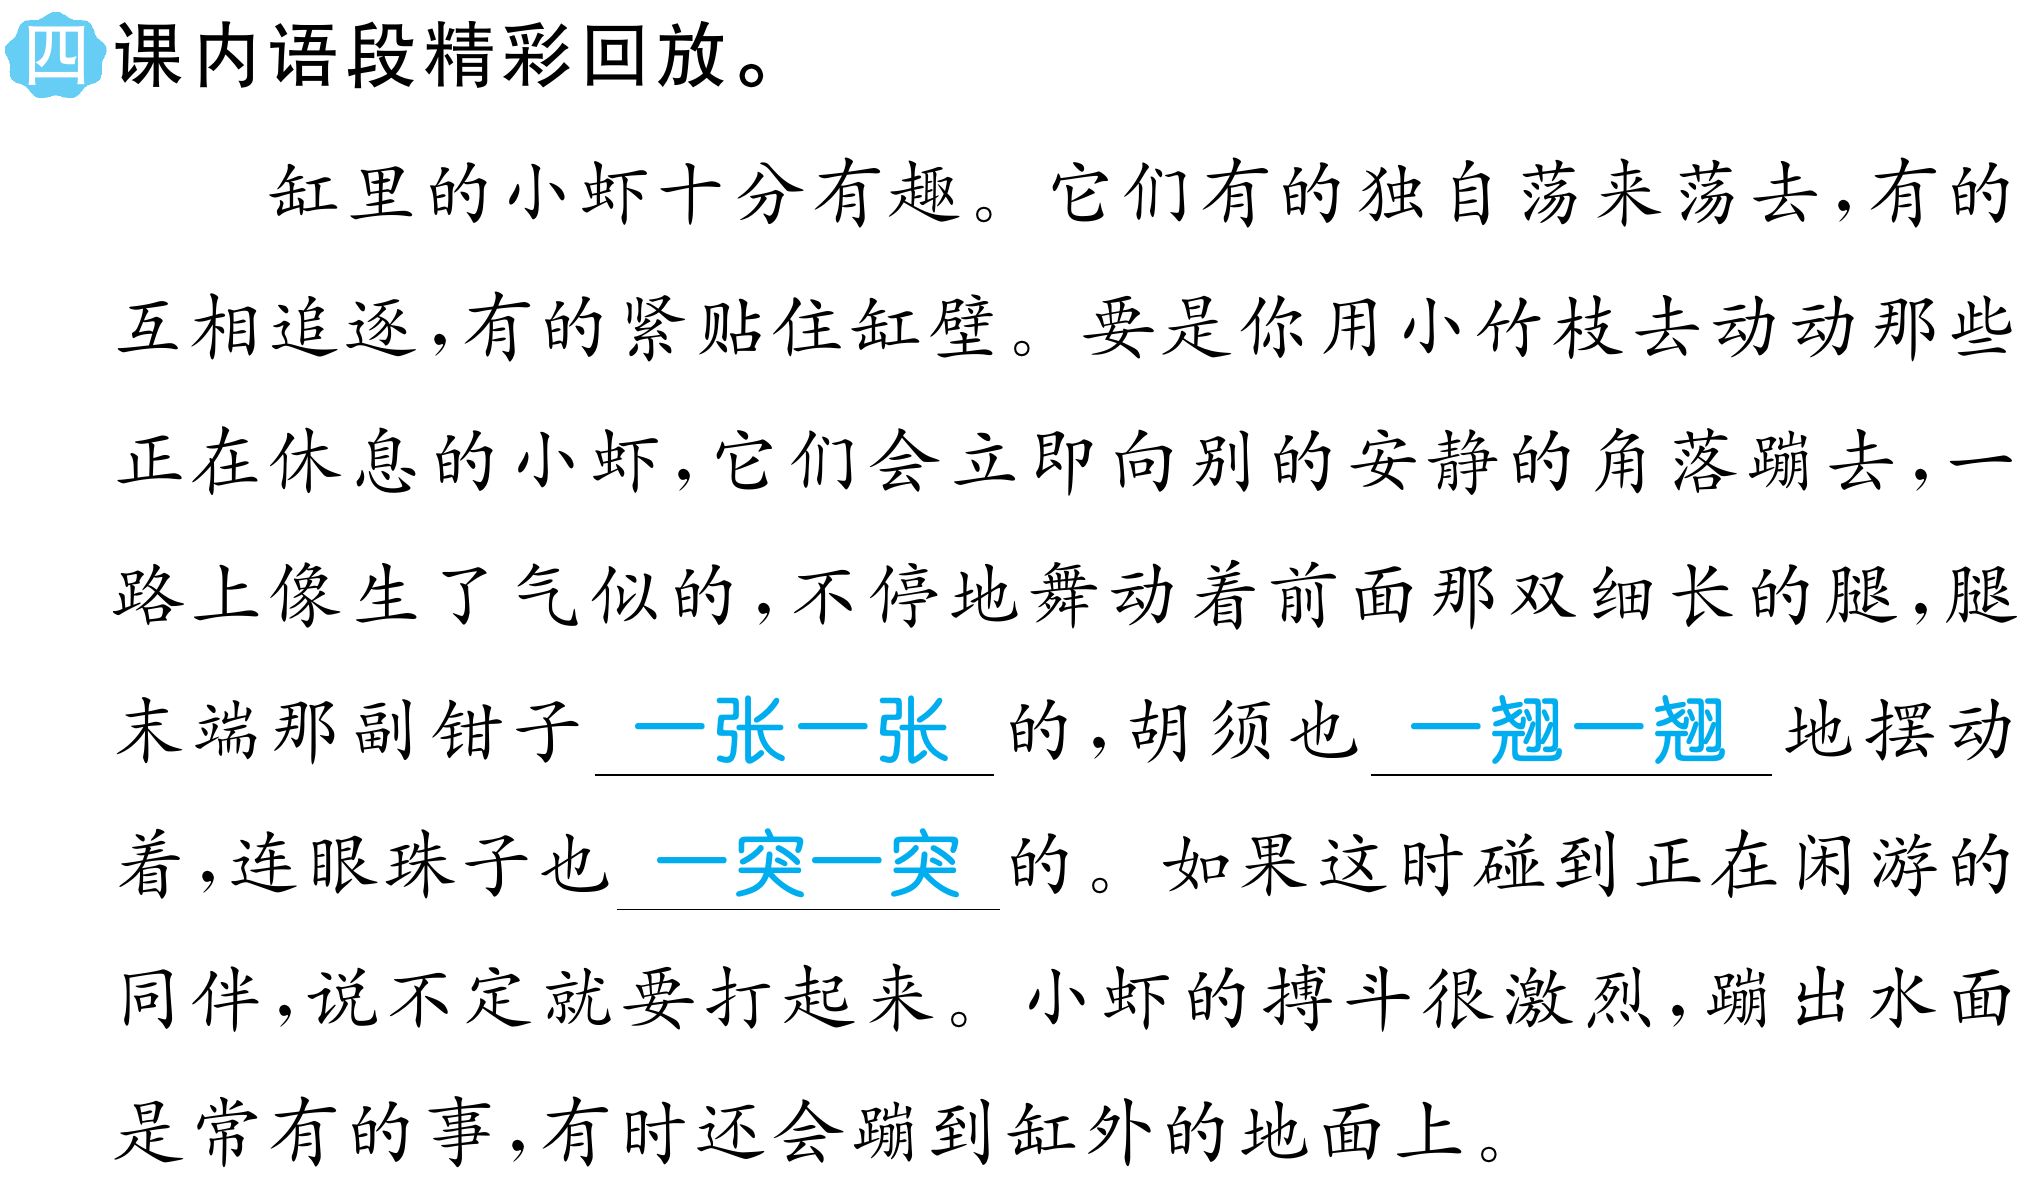 四 课内语段精彩回放。
缸里的小虾十分有趣。它们有的独自荡来荡去,有的
互相追逐,有的紧贴住缸壁。要是你用小竹枝去动动那些
正在休息的小虾,它们会立即向别的安静的角落蹦去,一
路上像生了气似的,不停地舞动着前面那双细长的腿,腿
末端那副钳子 一张一张 的,胡须也 一翘一翘 地摆动
着,连眼珠子也 一突一突 的。如果这时碰到正在闲游的
同伴,说不定就要打起来。小虾的搏斗很激烈,蹦出水面
是常有的事,有时还会蹦到缸外的地面上。